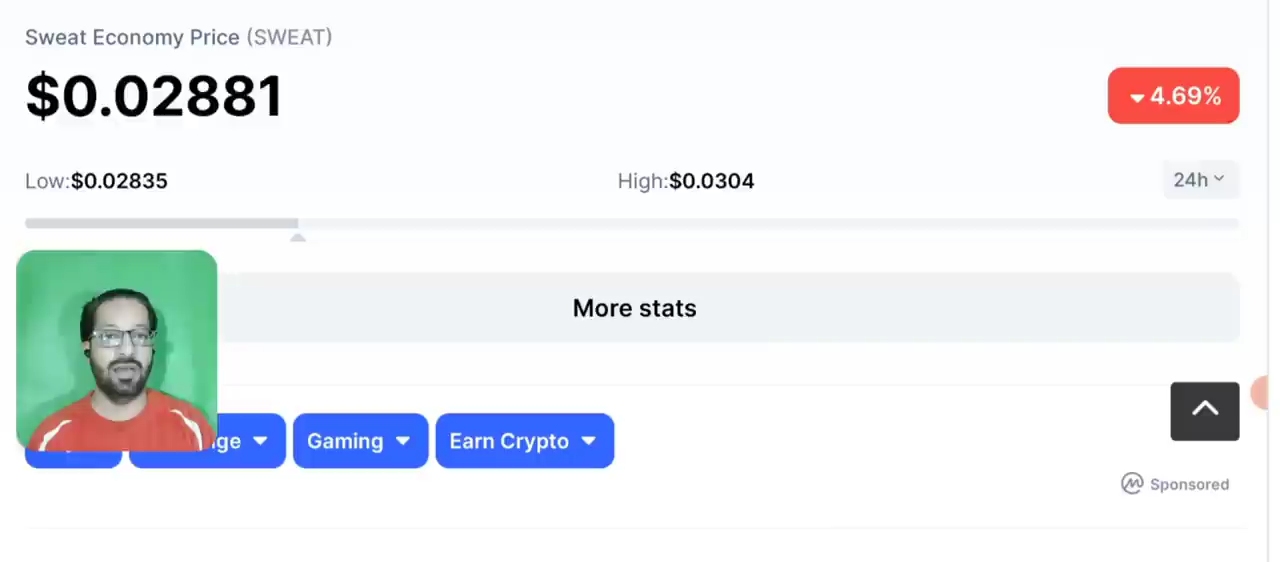 Sweat Economy Price (SWEAT)
$0.02881
4.69%
Low:$0.02835
High:$0.0304
24h
More stats
Gaming
Earn Crypto
Sponsored